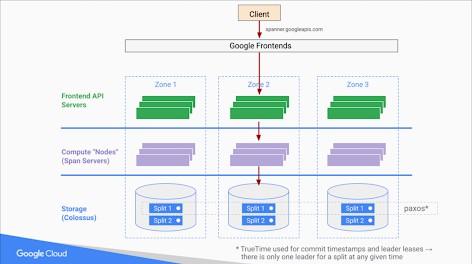 Client
spanner.googleapis.com
Google Frontends
Zone 1
Zone 2
Zone 3
Frontend API
Servers
Compute "Nodes"
(Span Servers)
Storage
(Colossus)
Split 1
Split 1
Split 1
paxos*
Split 2
Split 2
Split 2
* TrueTime used for commit timestamps and leader leases →
there is only one leader for a split at any given time
Google Cloud